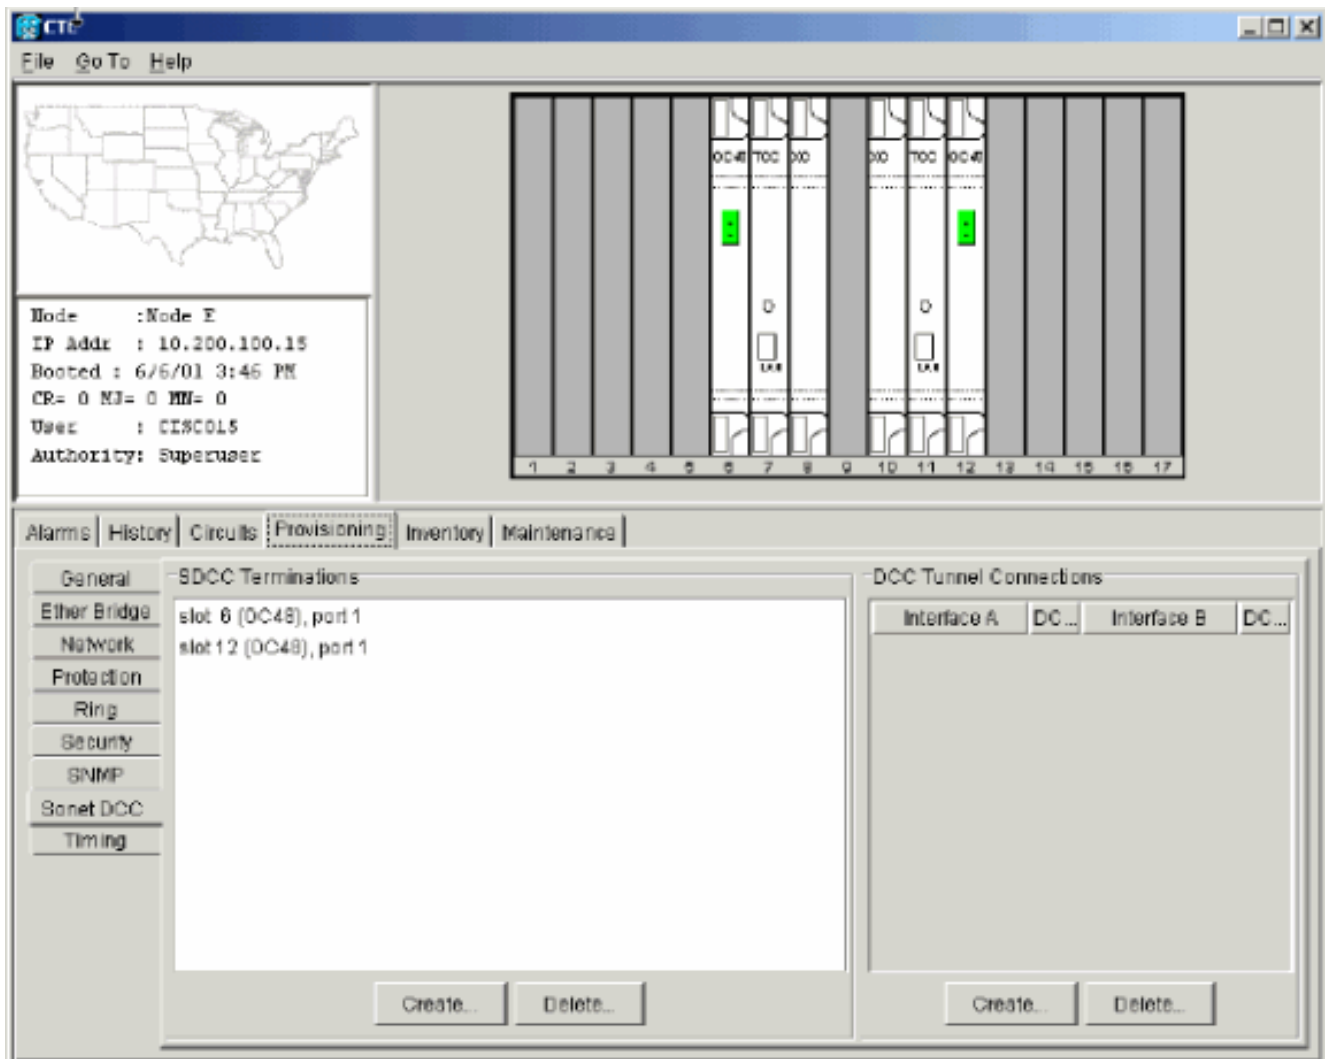 CTC
File Go To Help
Node :Node E
IP Addr : 10.200.100.15
Booted : 6/6/01 3:46 PM
CR= 0 MJ= 0 MN= 0
User : CISCO15
Authority: Superuser
OC48 TCC XC XC TCC OC48
LAN LAN
1 2 3 4 5 6 7 8 9 10 11 12 13 14 15 16 17
Alarms History Circuits Provisioning Inventory Maintenance
General
Ether Bridge
Network
Protection
Ring
Security
SNMP
Sonet DCC
Timing
SDCC Terminations
slot 6 (OC48), port 1
slot 12 (OC48), port 1
Create... Delete...
DCC Tunnel Connections
Interface A DC... Interface B DC...
Create... Delete...